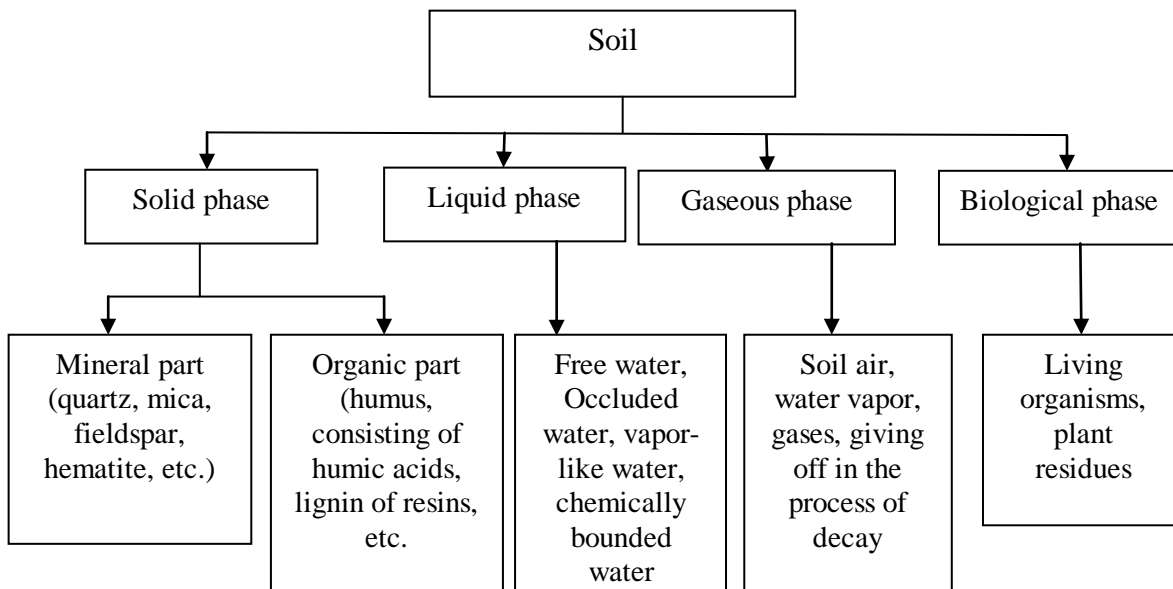 Soil
Solid phase
Liquid phase
Gaseous phase
Biological phase
Mineral part
(quartz, mica,
fieldspar,
hematite, etc.)
Organic part
(humus,
consisting of
humic acids,
lignin of resins,
etc.
Free water,
Occluded
water, vapor-
like water,
chemically
bounded
water
Soil air,
water vapor,
gases, giving
off in the
process of
decay
Living
organisms,
plant
residues